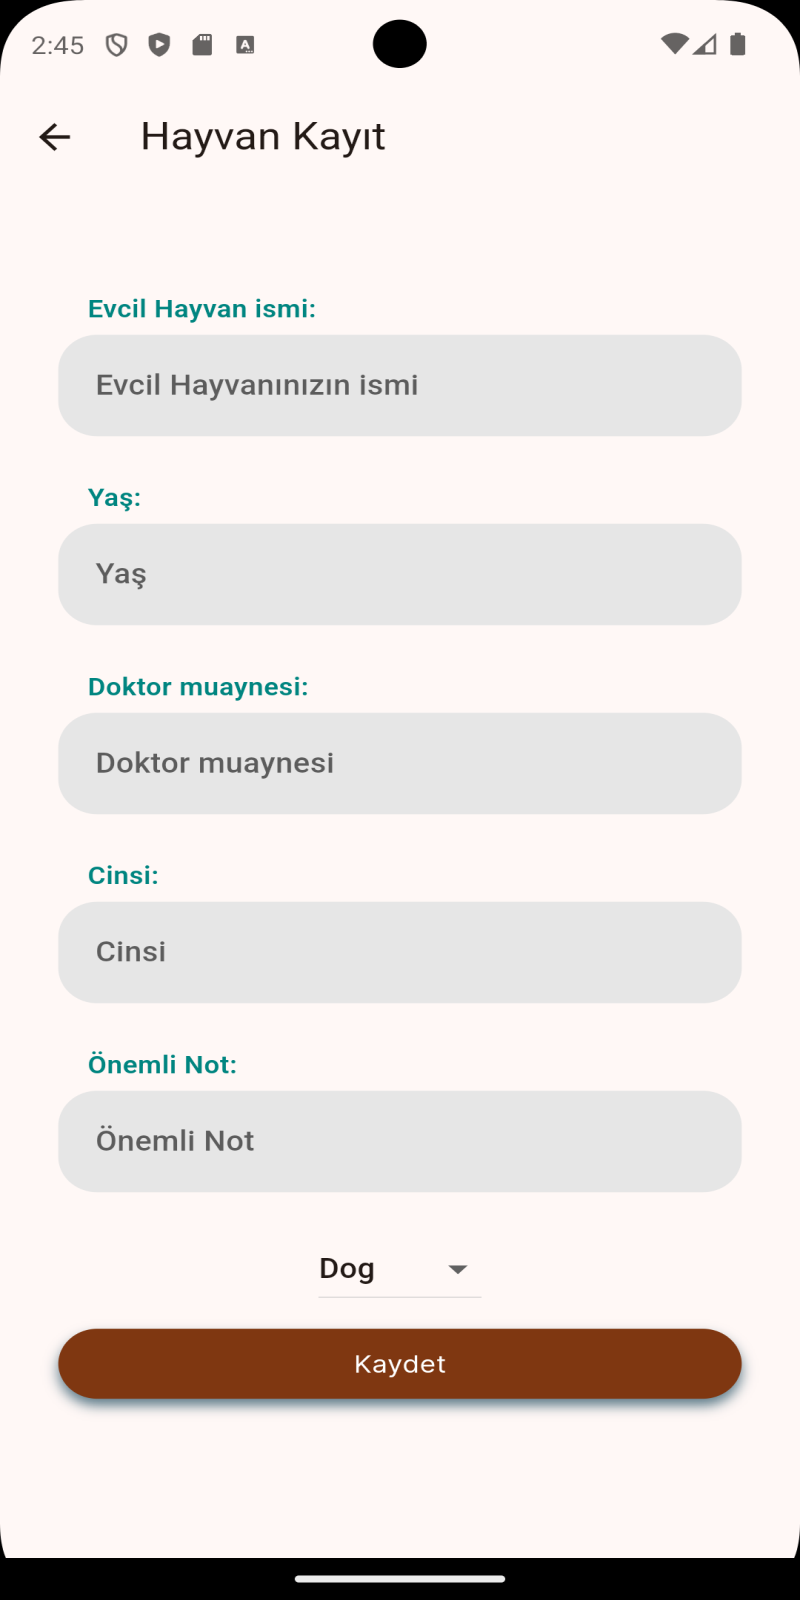 2:45
Hayvan Kayıt
Evcil Hayvan ismi:
Evcil Hayvanınızın ismi
Yaş:
Yaş
Doktor muaynesi:
Doktor muaynesi
Cinsi:
Cinsi
Önemli Not:
Önemli Not
Dog
Kaydet